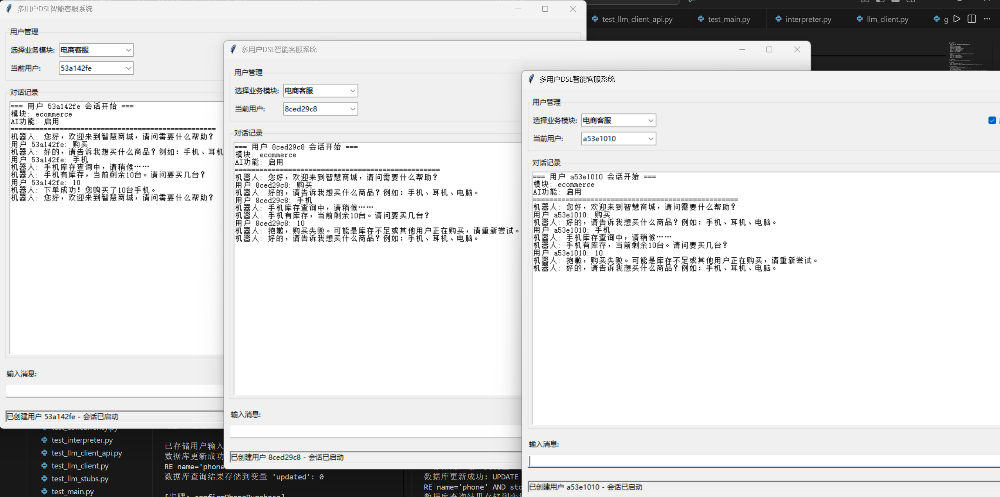 多用户DSL智能客服系统
用户管理
选择业务模块: 电商客服
当前用户: 53a142fe
对话记录
=== 用户 53a142fe 会话开始 ===
模块: ecommerce
AI功能: 启用
==================================================
机器人: 您好，欢迎来到智慧商城，请问需要什么帮助？
用户 53a142fe: 购买
机器人: 好的，请告诉我想买什么商品？例如：手机、耳机
用户 53a142fe: 手机
机器人: 手机库存查询中，请稍候……
机器人: 手机有库存，当前剩余10台。请问要买几台？
用户 53a142fe: 10
机器人: 下单成功！您购买了10台手机。
机器人: 您好，欢迎来到智慧商城，请问需要什么帮助？
输入消息:
已创建用户 53a142fe - 会话已启动
多用户DSL智能客服系统
用户管理
选择业务模块: 电商客服
当前用户: 8ced29c8
对话记录
=== 用户 8ced29c8 会话开始 ===
模块: ecommerce
AI功能: 启用
==================================================
机器人: 您好，欢迎来到智慧商城，请问需要什么帮助？
用户 8ced29c8: 购买
机器人: 好的，请告诉我想买什么商品？例如：手机、耳机、电脑。
用户 8ced29c8: 手机
机器人: 手机库存查询中，请稍候……
机器人: 手机有库存，当前剩余10台。请问要买几台？
用户 8ced29c8: 10
机器人: 抱歉，购买失败。可能是库存不足或其他用户正在购买，请重新尝试。
机器人: 好的，请告诉我想买什么商品？例如：手机、耳机、电脑。
输入消息:
已创建用户 8ced29c8 - 会话已启动
多用户DSL智能客服系统
用户管理
选择业务模块: 电商客服
当前用户: a53e1010
对话记录
=== 用户 a53e1010 会话开始 ===
模块: ecommerce
AI功能: 启用
==================================================
机器人: 您好，欢迎来到智慧商城，请问需要什么帮助？
用户 a53e1010: 购买
机器人: 好的，请告诉我想买什么商品？例如：手机、耳机、电脑。
用户 a53e1010: 手机
机器人: 手机库存查询中，请稍候……
机器人: 手机有库存，当前剩余10台。请问要买几台？
用户 a53e1010: 10
机器人: 抱歉，购买失败。可能是库存不足或其他用户正在购买，请重新尝试。
机器人: 好的，请告诉我想买什么商品？例如：手机、耳机、电脑。
输入消息:
已创建用户 a53e1010 - 会话已启动
test_llm_client_api.py
test_main.py
interpreter.py
llm_client.py
g
test_concurrency.py
test_interpreter.py
test_llm_client_api.py
test_llm_client.py
test_llm_stubs.py
test_main.py
已存储用户输入
数据库更新成功
RE name='phone
数据库查询结果存储到变量 'updated': 0
[步骤: confirmPhonePurchase]
数据库更新成功: UPDATE
RE name='phone' AND sto
数据库查询结果存储到变